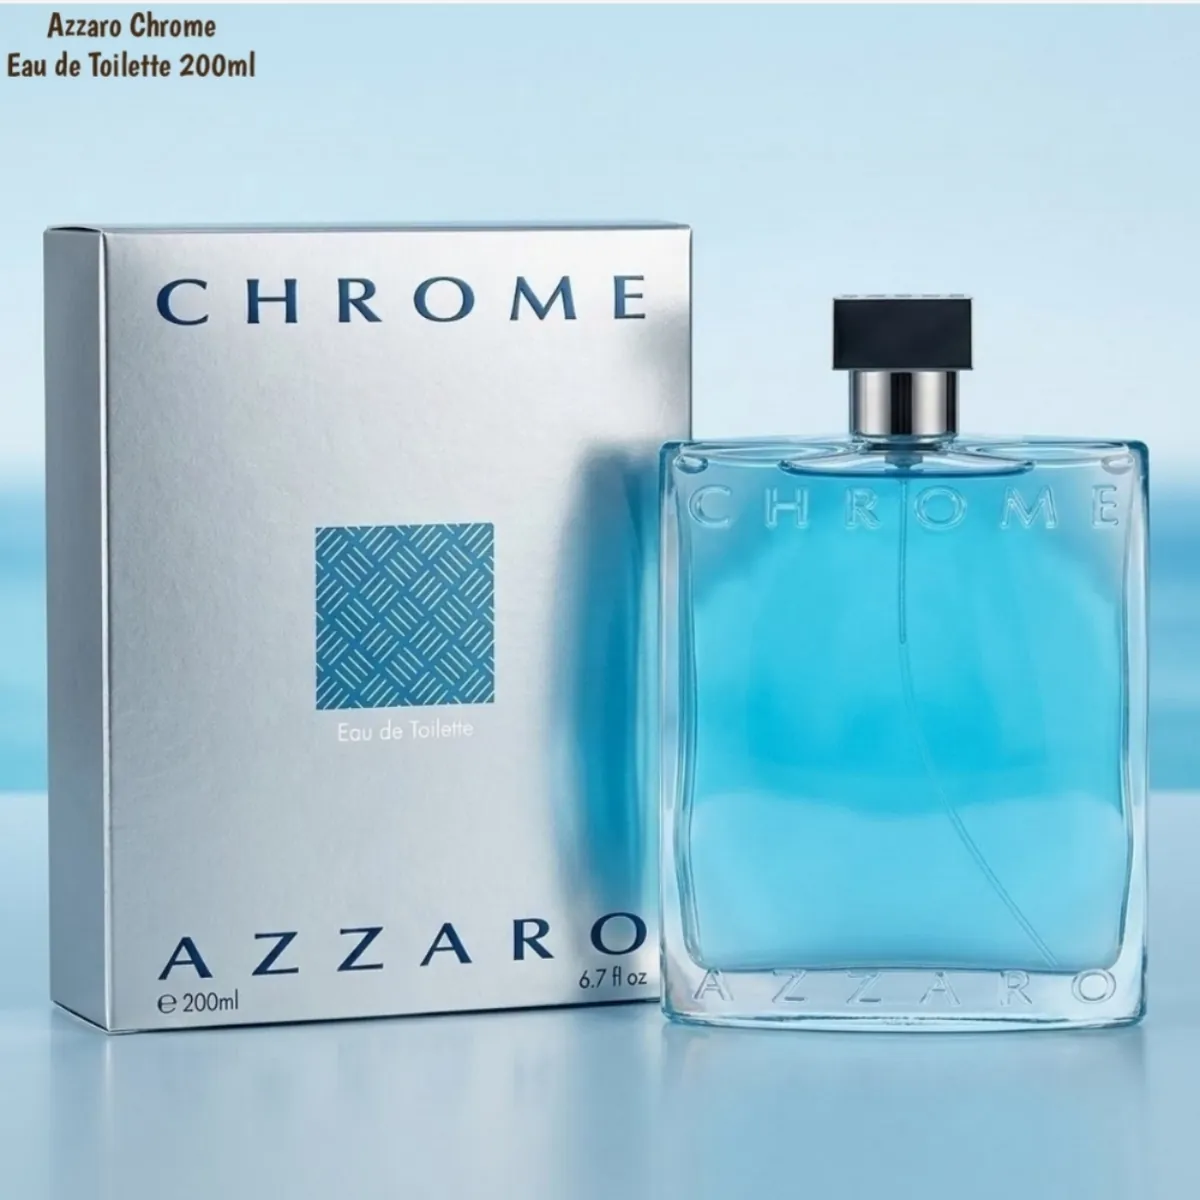 Azzaro Chrome
Eau de Toilette 200ml
CHROME
Eau de Toilette
AZZARO
℮ 200ml
6.7 fl oz
CHROME
AZZARO